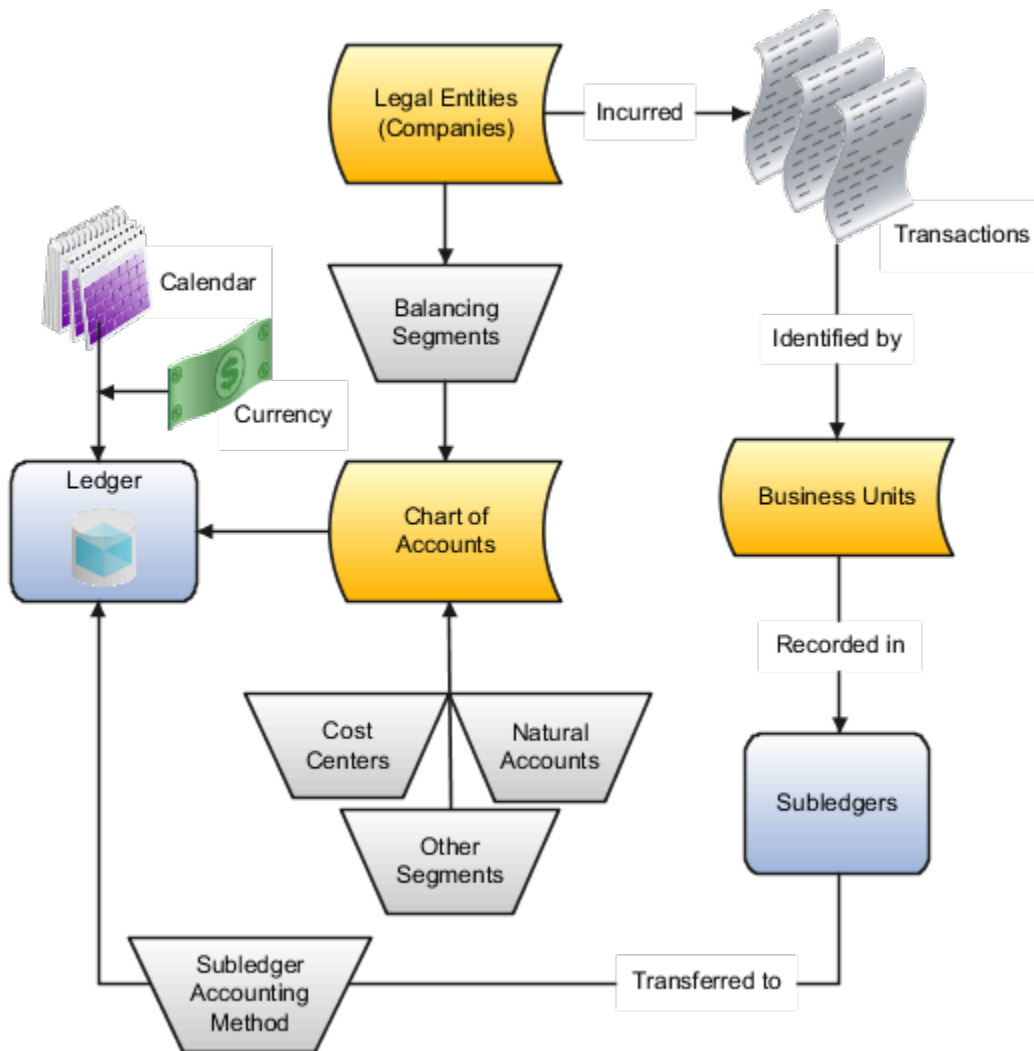 Legal Entities
(Companies)
Incurred
Transactions
Calendar
Balancing
Segments
Identified by
Currency
Ledger
Chart of
Accounts
Business Units
Recorded in
Cost
Centers
Natural
Accounts
Subledgers
Other
Segments
Subledger
Accounting
Method
Transferred to